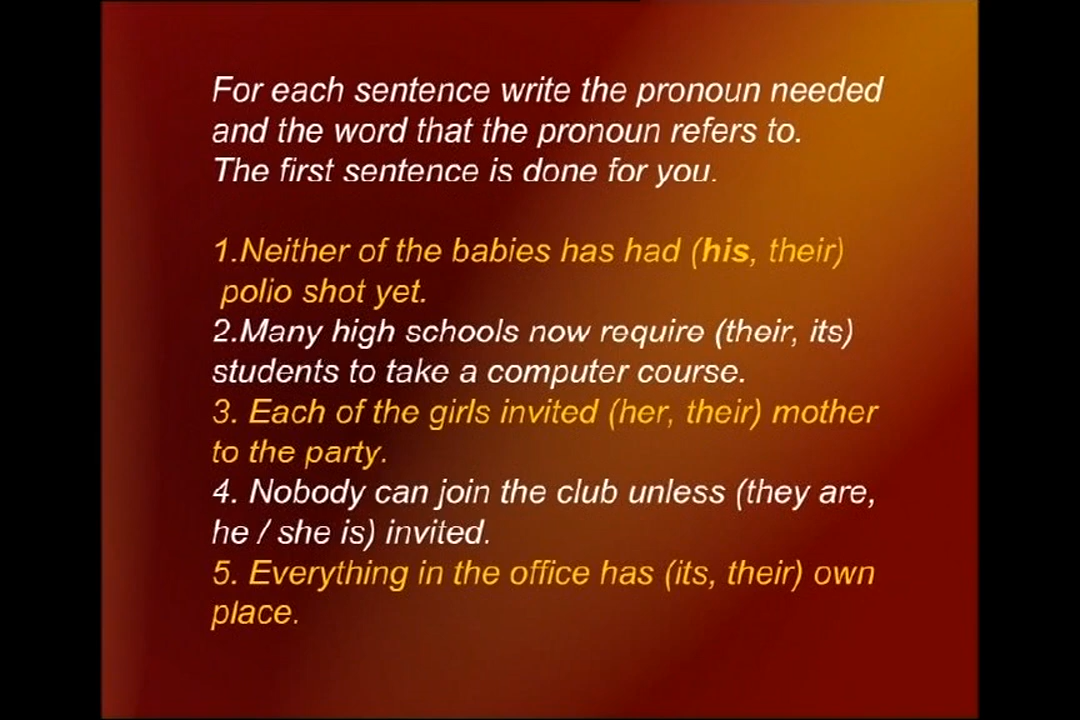 For each sentence write the pronoun needed
and the word that the pronoun refers to.
The first sentence is done for you.
1.Neither of the babies has had (his, their)
polio shot yet.
2.Many high schools now require (their, its)
students to take a computer course.
3. Each of the girls invited (her, their) mother
to the party.
4. Nobody can join the club unless (they are,
he / she is) invited.
5. Everything in the office has (its, their) own
place.